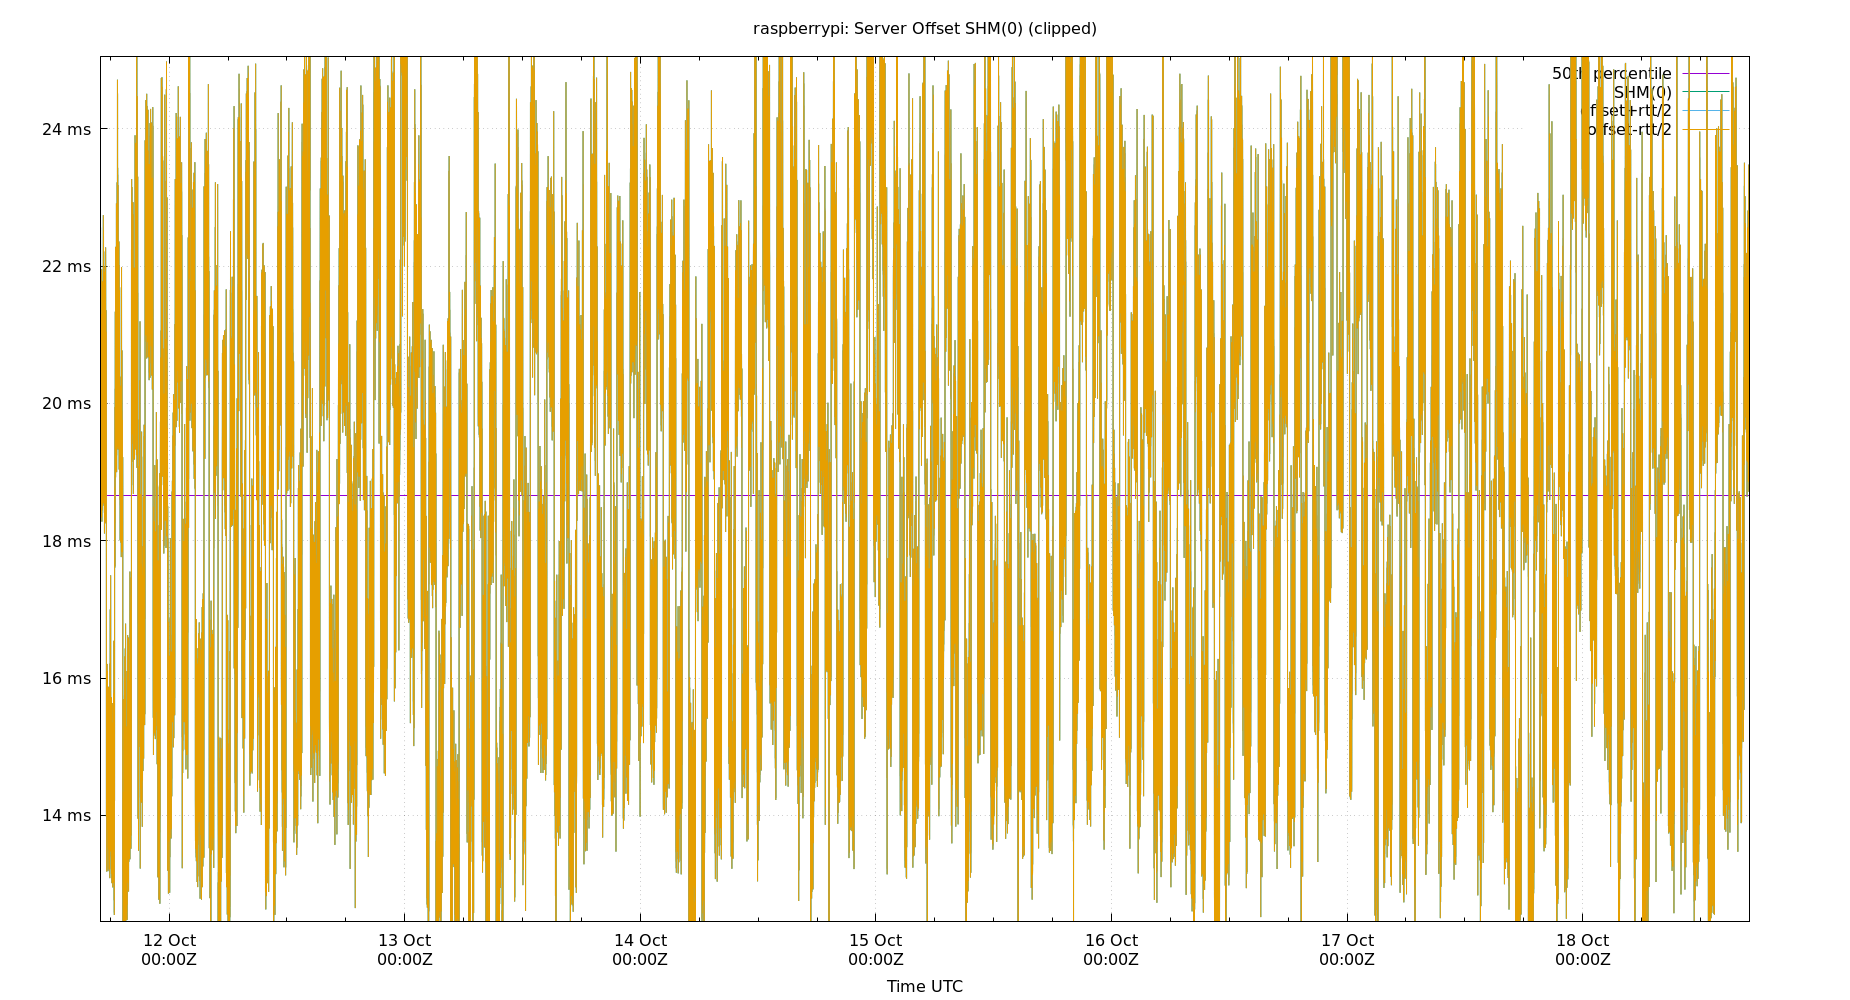 raspberrypi: Server Offset SHM(0) (clipped)
50th percentile
SHM(0)
offset+rtt/2
offset-rtt/2
24 ms
22 ms
20 ms
18 ms
16 ms
14 ms
12 Oct 13 Oct 14 Oct 15 Oct 16 Oct 17 Oct 18 Oct
00:00Z 00:00Z 00:00Z 00:00Z 00:00Z 00:00Z 00:00Z
Time UTC